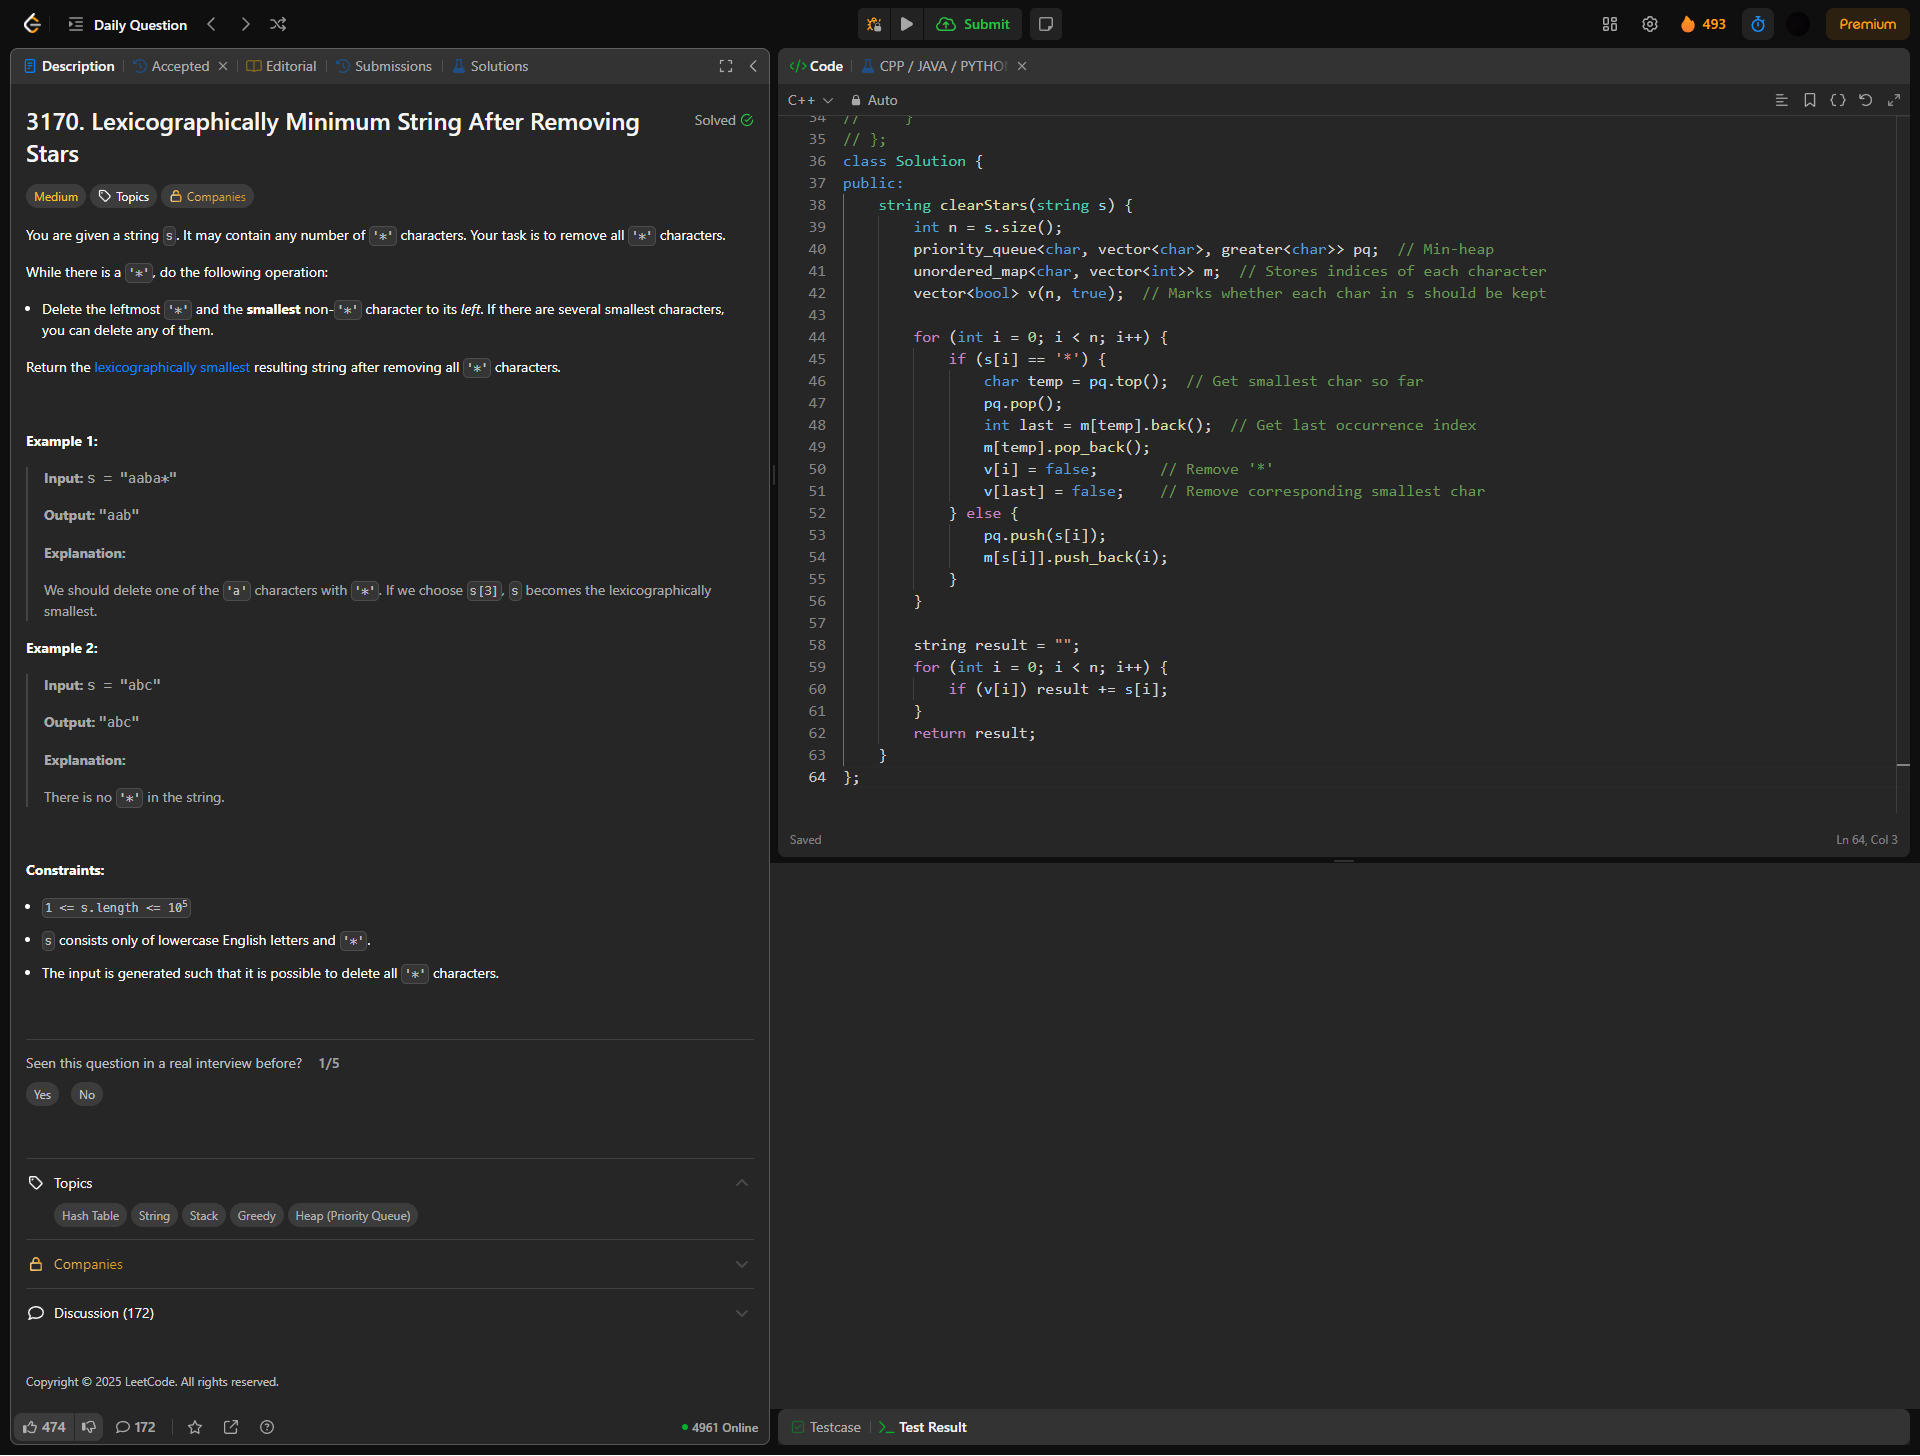 Daily Question
Submit
493
Premium
Description
Accepted
Editorial
Submissions
Solutions
3170. Lexicographically Minimum String After Removing
Stars
Solved
Medium
Topics
Companies
You are given a string s. It may contain any number of '*' characters. Your task is to remove all '*' characters.
While there is a '*', do the following operation:
• Delete the leftmost '*' and the smallest non-'*' character to its left. If there are several smallest characters,
you can delete any of them.
Return the lexicographically smallest resulting string after removing all '*' characters.
Example 1:
Input: s = "aaba*"
Output: "aab"
Explanation:
We should delete one of the 'a' characters with '*'. If we choose s[3], s becomes the lexicographically
smallest.
Example 2:
Input: s = "abc"
Output: "abc"
Explanation:
There is no '*' in the string.
Constraints:
• 1 <= s.length <= 10⁵
• s consists only of lowercase English letters and '*'.
• The input is generated such that it is possible to delete all '*' characters.
Seen this question in a real interview before? 1/5
Yes No
Topics
Hash Table String Stack Greedy Heap (Priority Queue)
Companies
Discussion (172)
Copyright © 2025 LeetCode. All rights reserved.
474 172 4961 Online
Code
CPP / JAVA / PYTHO
C++ Auto
34 // }
35 // };
36 class Solution {
37 public:
38 string clearStars(string s) {
39 int n = s.size();
40 priority_queue<char, vector<char>, greater<char>> pq; // Min-heap
41 unordered_map<char, vector<int>> m; // Stores indices of each character
42 vector<bool> v(n, true); // Marks whether each char in s should be kept
43
44 for (int i = 0; i < n; i++) {
45 if (s[i] == '*') {
46 char temp = pq.top(); // Get smallest char so far
47 pq.pop();
48 int last = m[temp].back(); // Get last occurrence index
49 m[temp].pop_back();
50 v[i] = false; // Remove '*'
51 v[last] = false; // Remove corresponding smallest char
52 } else {
53 pq.push(s[i]);
54 m[s[i]].push_back(i);
55 }
56 }
57
58 string result = "";
59 for (int i = 0; i < n; i++) {
60 if (v[i]) result += s[i];
61 }
62 return result;
63 }
64 };
Saved
Ln 64, Col 3
Testcase
Test Result